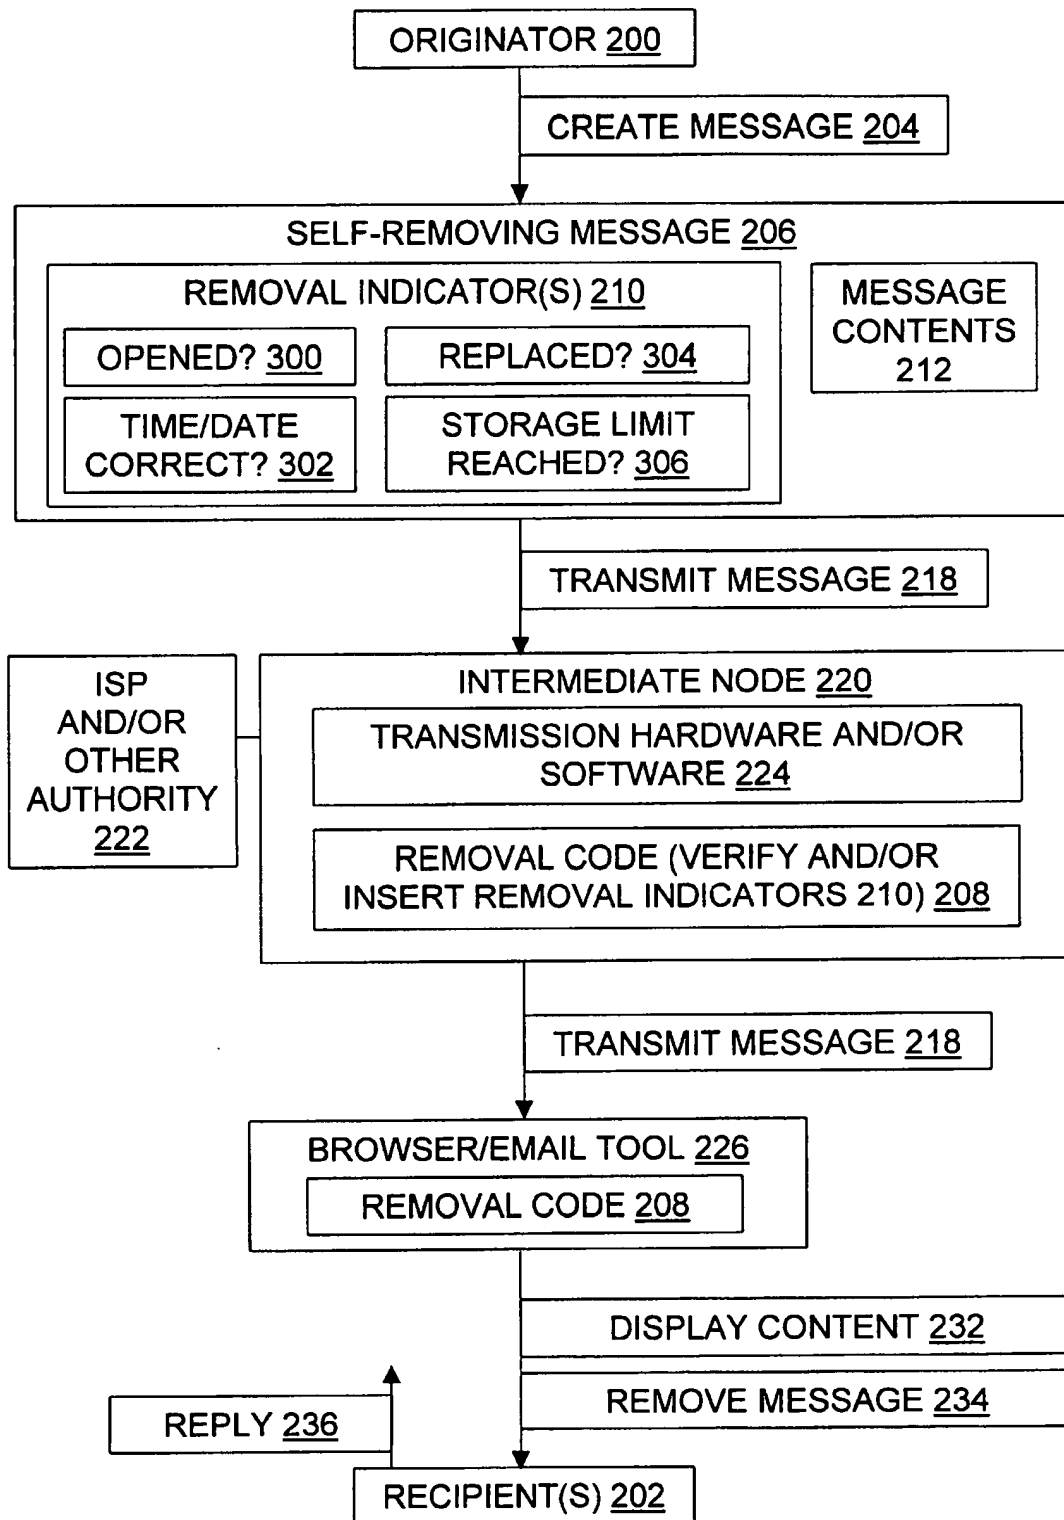 ORIGINATOR 200
CREATE MESSAGE 204
SELF-REMOVING MESSAGE 206
REMOVAL INDICATOR(S) 210
OPENED? 300
REPLACED? 304
TIME/DATE
CORRECT? 302
STORAGE LIMIT
REACHED? 306
MESSAGE
CONTENTS
212
TRANSMIT MESSAGE 218
ISP
AND/OR
OTHER
AUTHORITY
222
INTERMEDIATE NODE 220
TRANSMISSION HARDWARE AND/OR
SOFTWARE 224
REMOVAL CODE (VERIFY AND/OR
INSERT REMOVAL INDICATORS 210) 208
TRANSMIT MESSAGE 218
BROWSER/EMAIL TOOL 226
REMOVAL CODE 208
DISPLAY CONTENT 232
REMOVE MESSAGE 234
REPLY 236
RECIPIENT(S) 202